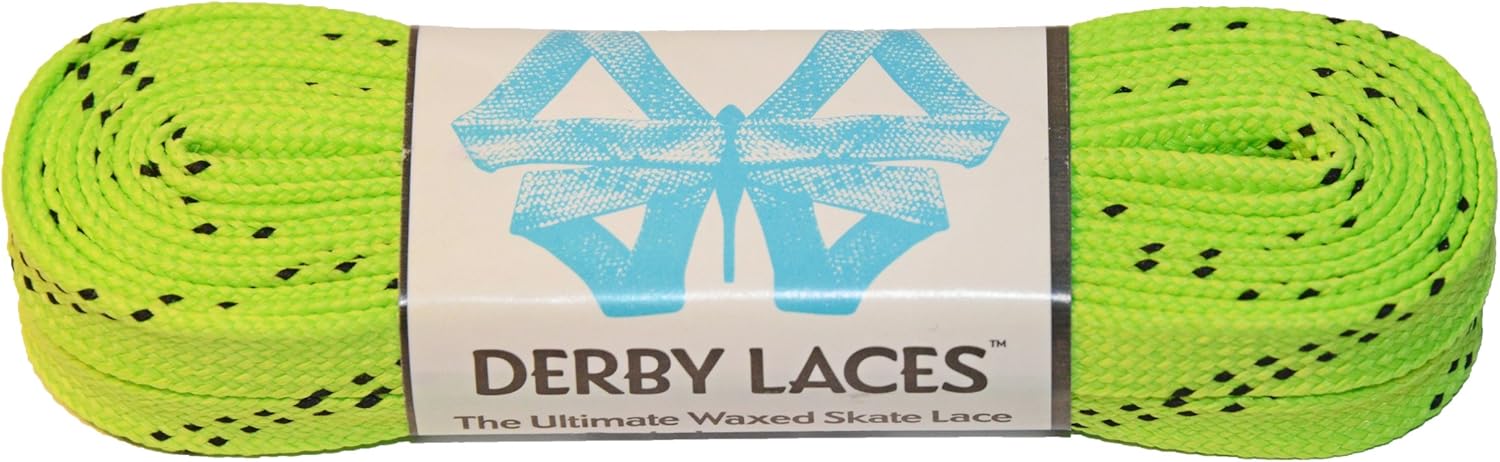 DERBY LACES™
The Ultimate Waxed Skate Lace